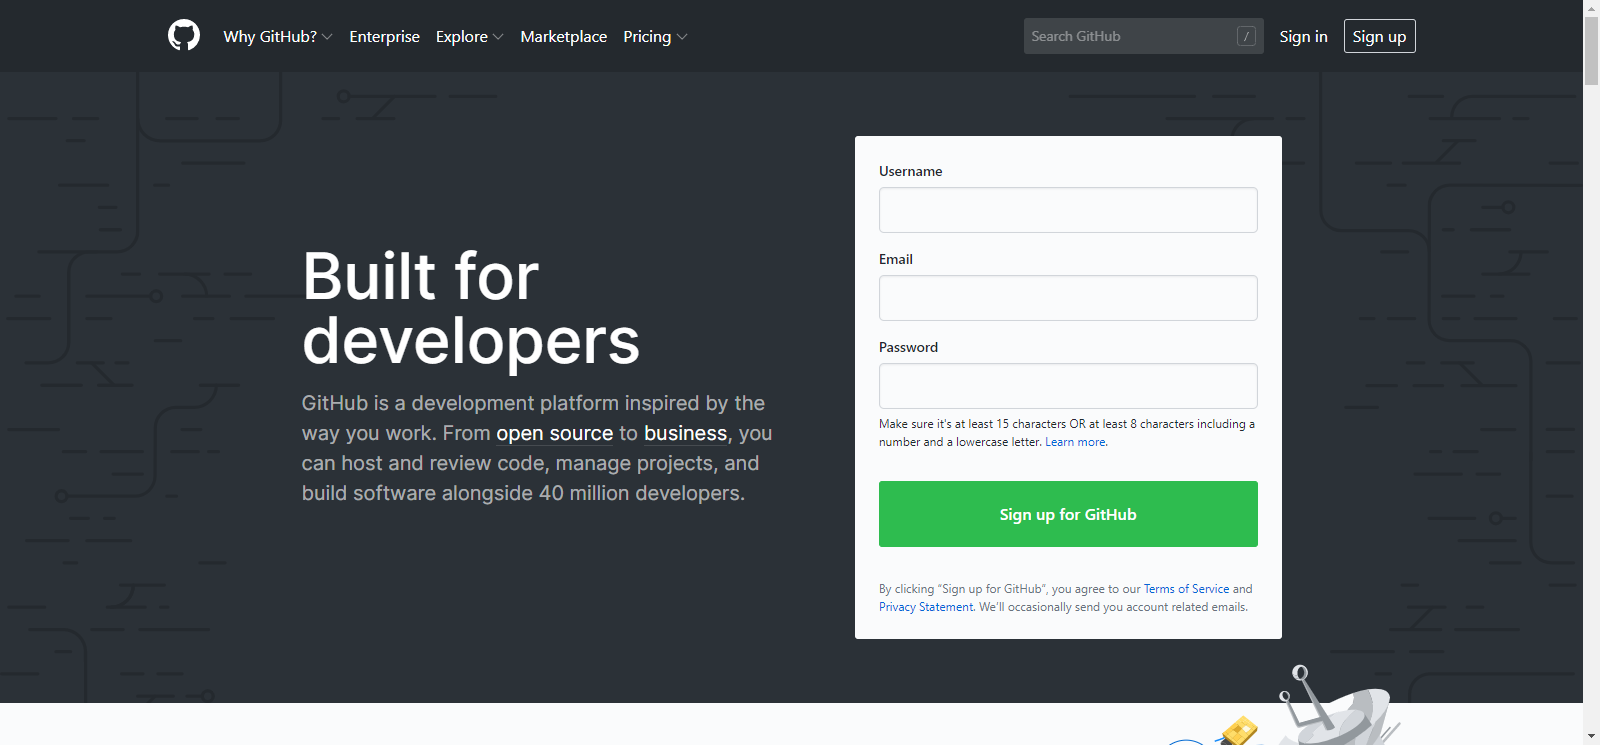 Why GitHub? Enterprise Explore Marketplace Pricing Search GitHub / Sign in Sign up
Built for
developers
GitHub is a development platform inspired by the
way you work. From open source to business, you
can host and review code, manage projects, and
build software alongside 40 million developers.
Username
Email
Password
Make sure it's at least 15 characters OR at least 8 characters including a
number and a lowercase letter. Learn more.
Sign up for GitHub
By clicking “Sign up for GitHub”, you agree to our Terms of Service and
Privacy Statement. We’ll occasionally send you account related emails.